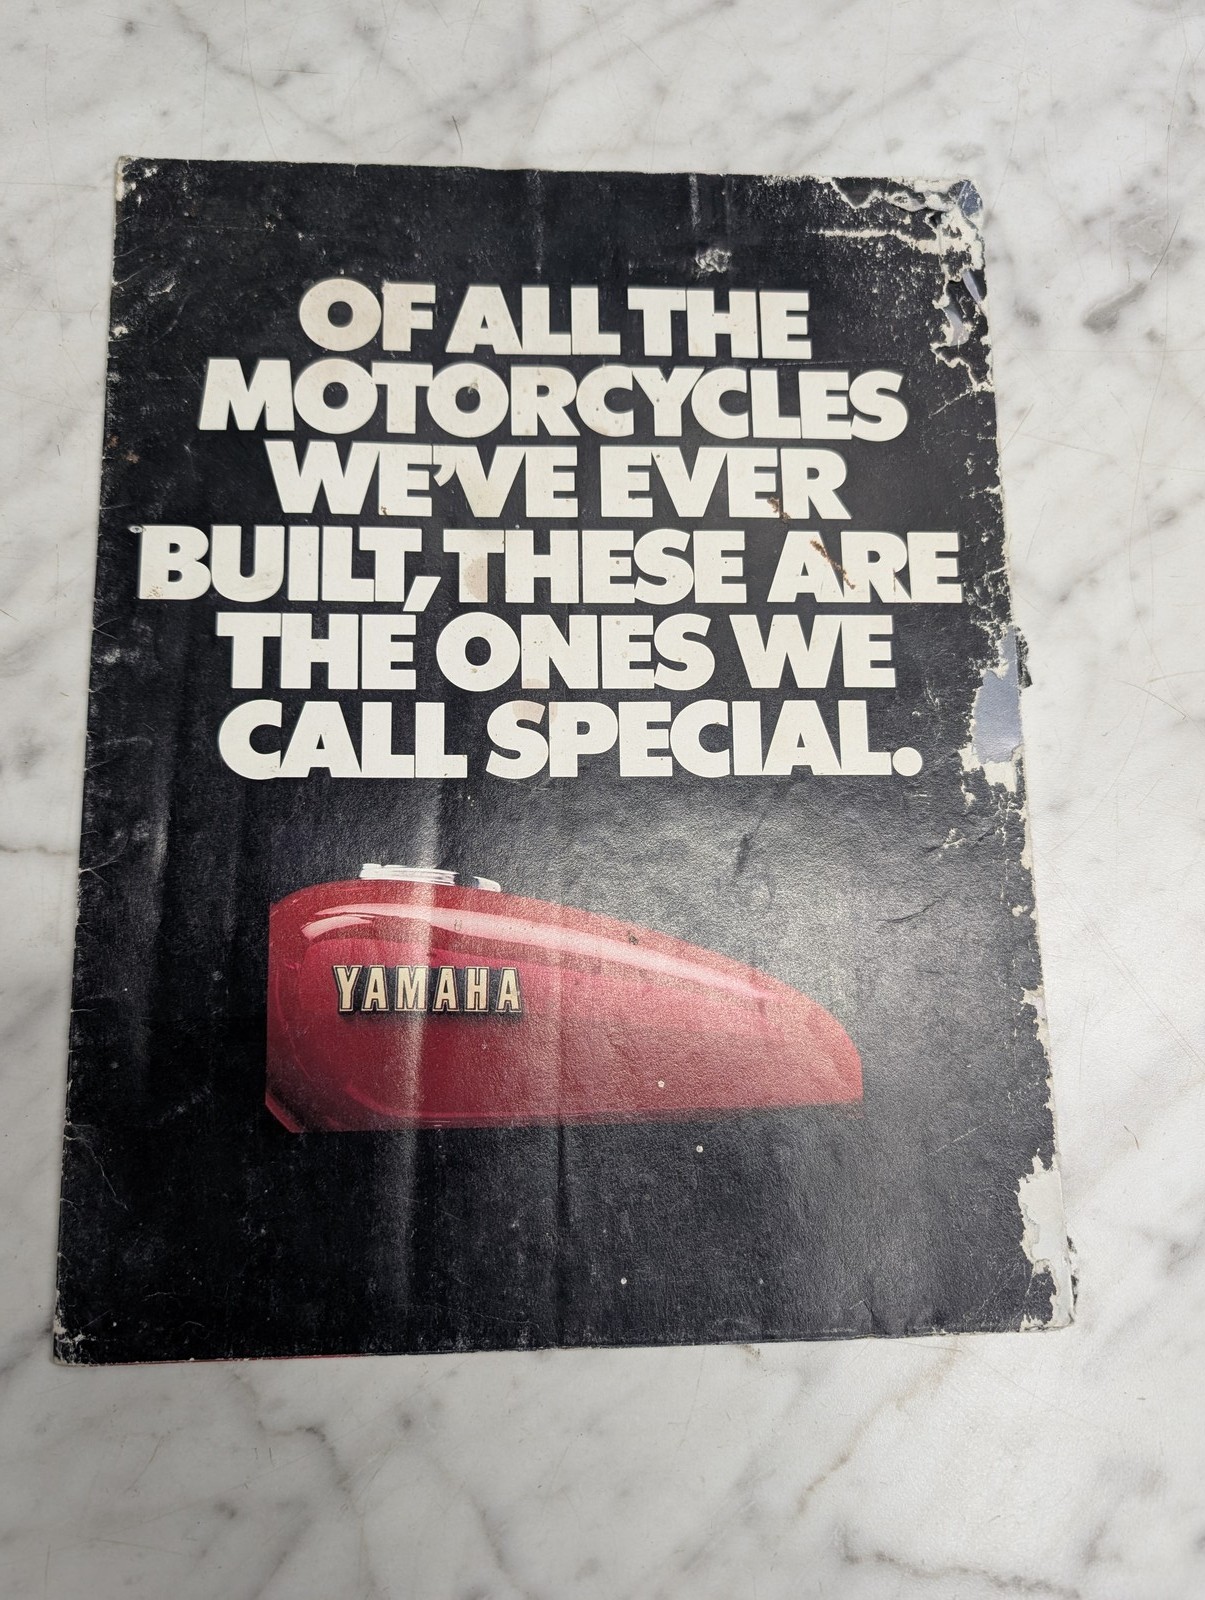 OF ALL THE
MOTORCYCLES
WE'VE EVER
BUILT, THESE ARE
THE ONES WE
CALL SPECIAL.
YAMAHA